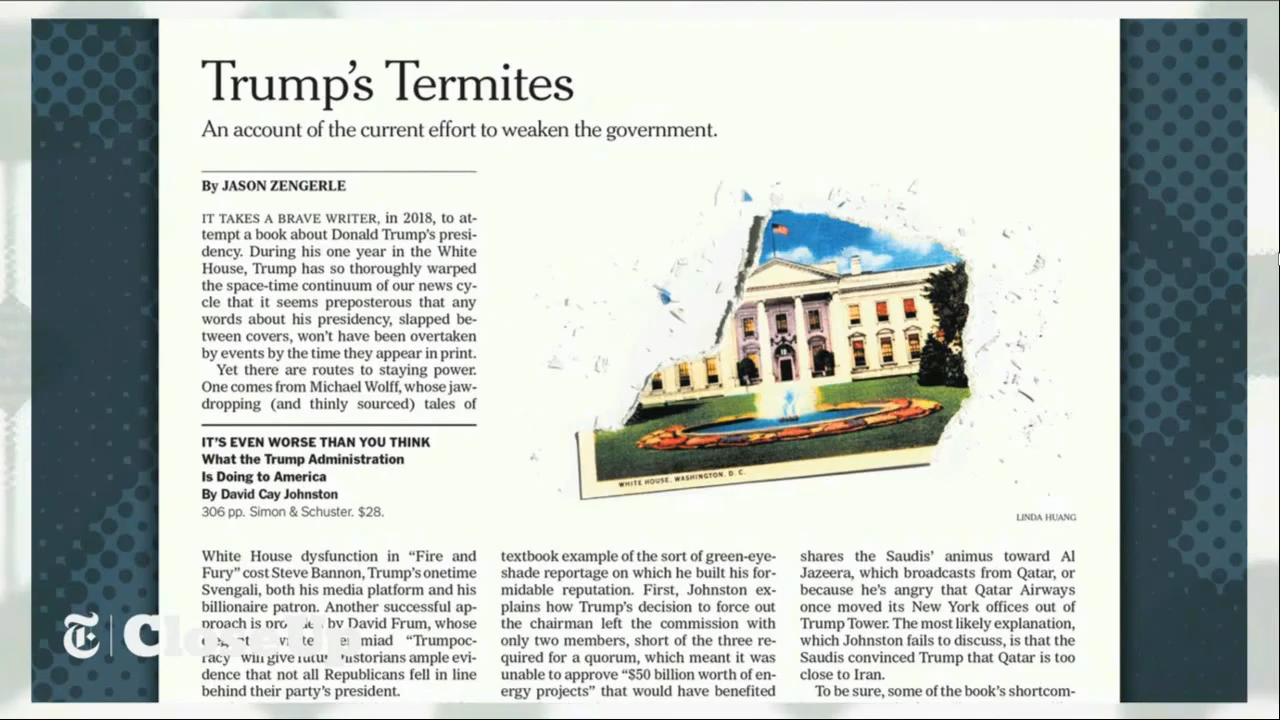 Trump's Termites
An account of the current effort to weaken the government.
By JASON ZENGERLE
IT TAKES A BRAVE WRITER, in 2018, to at-
tempt a book about Donald Trump's presi-
dency. During his one year in the White
House, Trump has so thoroughly warped
the space-time continuum of our news cy-
cle that it seems preposterous that any
words about his presidency, slapped be-
tween covers, won't have been overtaken
by events by the time they appear in print.
Yet there are routes to staying power.
One comes from Michael Wolff, whose jaw-
dropping (and thinly sourced) tales of
IT'S EVEN WORSE THAN YOU THINK
What the Trump Administration
Is Doing to America
By David Cay Johnston
306 pp. Simon & Schuster. $28.
WHITE HOUSE, WASHINGTON, D. C.
LINDA HUANG
White House dysfunction in “Fire and
Fury” cost Steve Bannon, Trump's onetime
Svengali, both his media platform and his
billionaire patron. Another successful ap-
proach is by David Frum, whose
“Trumpoc-
racy” will give historians ample evi-
dence that not all Republicans fell in line
behind their party's president.
textbook example of the sort of green-eye-
shade reportage on which he built his for-
midable reputation. First, Johnston ex-
plains how Trump's decision to force out
the chairman left the commission with
only two members, short of the three re-
quired for a quorum, which meant it was
unable to approve “$50 billion worth of en-
ergy projects” that would have benefited
shares the Saudis' animus toward Al
Jazeera, which broadcasts from Qatar, or
because he's angry that Qatar Airways
once moved its New York offices out of
Trump Tower. The most likely explanation,
which Johnston fails to discuss, is that the
Saudis convinced Trump that Qatar is too
close to Iran.
To be sure, some of the book's shortcom-
T Close Up